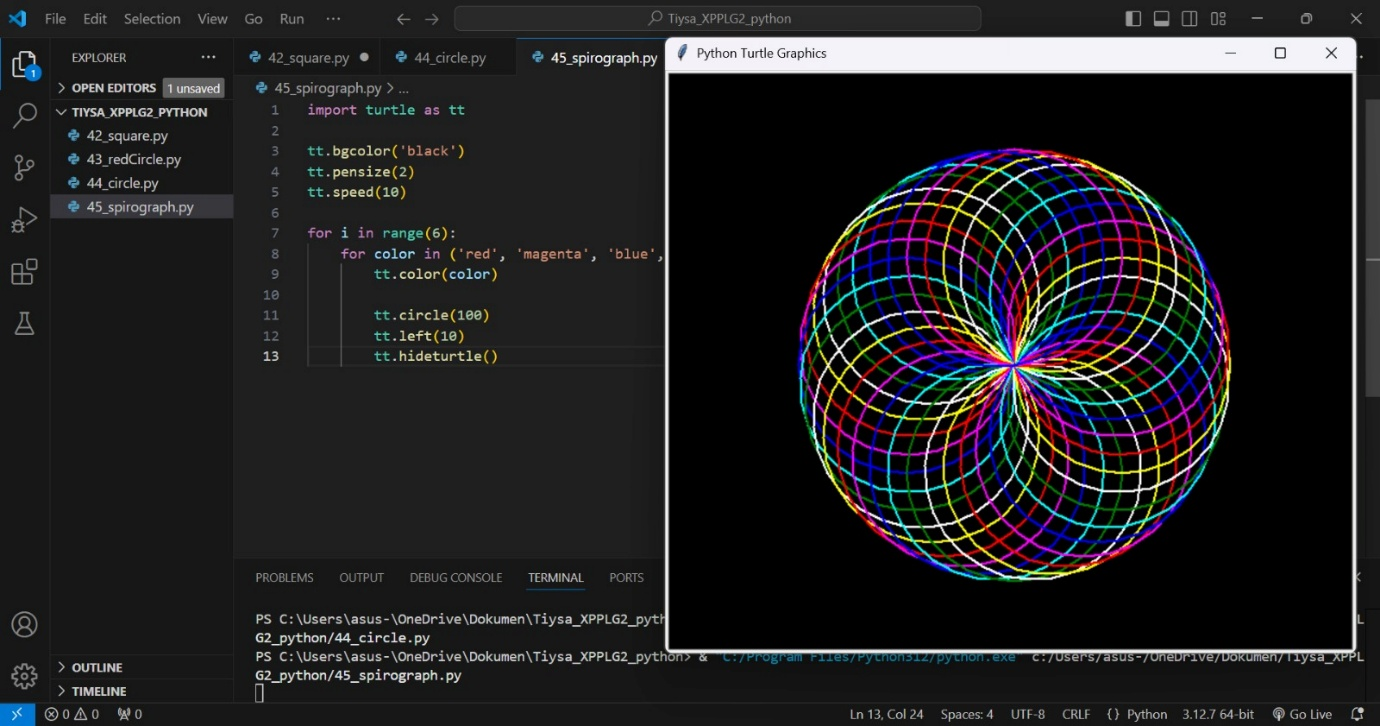 File Edit Selection View Go Run ··· ← → Tiysa_XPPLG2_python
EXPLORER ···
42_square.py ● 44_circle.py 45_spirograph.py
Python Turtle Graphics
OPEN EDITORS 1 unsaved
TIYSA_XPPLG2_PYTHON
42_square.py
43_redCircle.py
44_circle.py
45_spirograph.py
45_spirograph.py > ...
1 import turtle as tt
2
3 tt.bgcolor('black')
4 tt.pensize(2)
5 tt.speed(10)
6
7 for i in range(6):
8 for color in ('red', 'magenta', 'blue',
9 tt.color(color)
10
11 tt.circle(100)
12 tt.left(10)
13 tt.hideturtle()
PROBLEMS OUTPUT DEBUG CONSOLE TERMINAL PORTS
PS C:\Users\asus-\OneDrive\Dokumen\Tiysa_XPPLG2_pyth
G2_python/44_circle.py
PS C:\Users\asus-\OneDrive\Dokumen\Tiysa_XPPLG2_python> & "C:/Program Files/Python312/python.exe" c:/Users/asus-/OneDrive/Dokumen/Tiysa_XPPL
G2_python/45_spirograph.py
OUTLINE
TIMELINE
1
0 0 0 Ln 13, Col 24 Spaces: 4 UTF-8 CRLF {} Python 3.12.7 64-bit Go Live